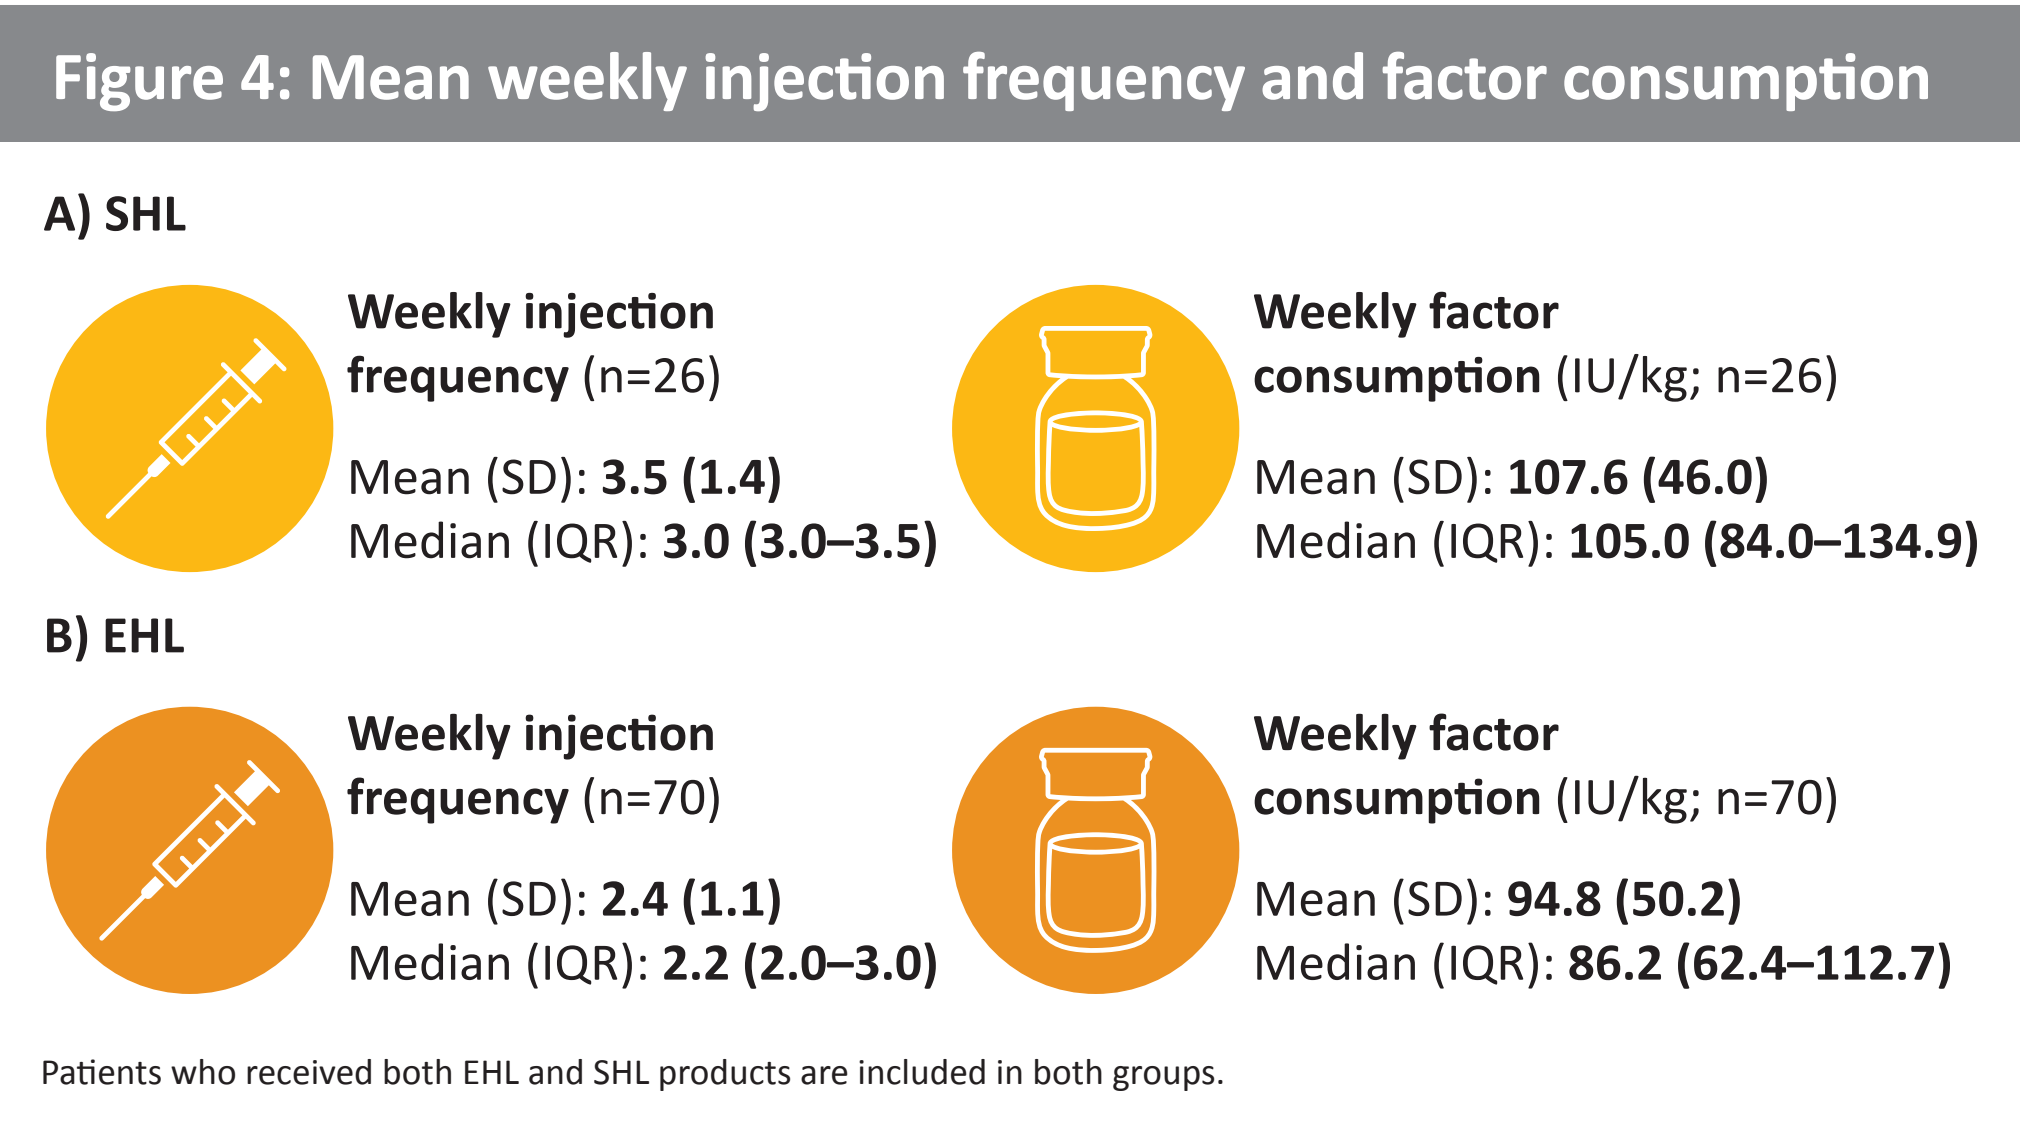 Figure 4: Mean weekly injection frequency and factor consumption
A) SHL
Weekly injection
frequency (n=26)
Mean (SD): 3.5 (1.4)
Median (IQR): 3.0 (3.0–3.5)
Weekly factor
consumption (IU/kg; n=26)
Mean (SD): 107.6 (46.0)
Median (IQR): 105.0 (84.0–134.9)
B) EHL
Weekly injection
frequency (n=70)
Mean (SD): 2.4 (1.1)
Median (IQR): 2.2 (2.0–3.0)
Weekly factor
consumption (IU/kg; n=70)
Mean (SD): 94.8 (50.2)
Median (IQR): 86.2 (62.4–112.7)
Patients who received both EHL and SHL products are included in both groups.